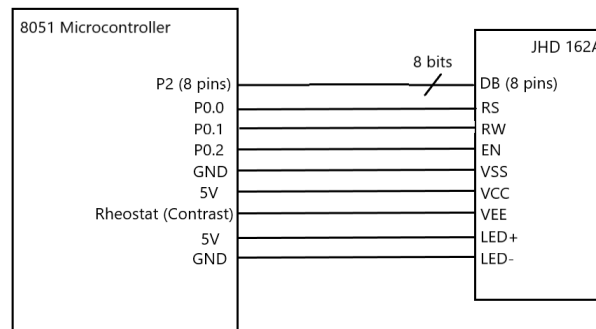 8051 Microcontroller
JHD 162A
8 bits
P2 (8 pins)
DB (8 pins)
P0.0
RS
P0.1
RW
P0.2
EN
GND
VSS
5V
VCC
Rheostat (Contrast)
VEE
5V
LED+
GND
LED-